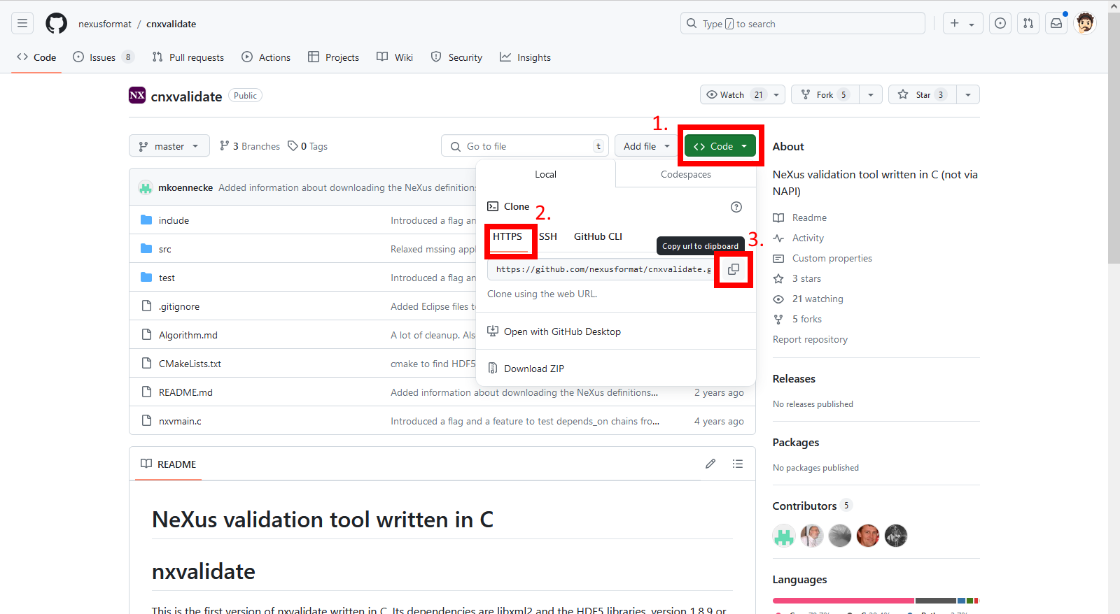 nexusformat / cnxvalidate
Type / to search
Code
Issues 8
Pull requests
Actions
Projects
Wiki
Security
Insights
NX cnxvalidate Public
Watch 21
Fork 5
Star 3
1.
master
3 Branches
0 Tags
Go to file t
Add file
Code
mkoennecke Added information about downloading the NeXus definitions
include Introduced a flag an
src Relaxed mssing app
test Introduced a flag an
.gitignore Added Eclipse files to
Algorithm.md A lot of cleanup. Als
CMakeLists.txt cmake to find HDF5
README.md Added information about downloading the NeXus definitions... 2 years ago
nxvmain.c Introduced a flag and a feature to test depends_on chains fro... 4 years ago
Local
Codespaces
Clone
2.
HTTPS
SSH
GitHub CLI
Copy url to clipboard
3.
https://github.com/nexusformat/cnxvalidate.g
Clone using the web URL.
Open with GitHub Desktop
Download ZIP
README
NeXus validation tool written in C
nxvalidate
This is the first version of nxvalidate written in C. Its dependencies are libxml2 and the HDF5 libraries, version 1.8.9 or
About
NeXus validation tool written in C (not via
NAPI)
Readme
Activity
Custom properties
3 stars
21 watching
5 forks
Report repository
Releases
No releases published
Packages
No packages published
Contributors 5
Languages